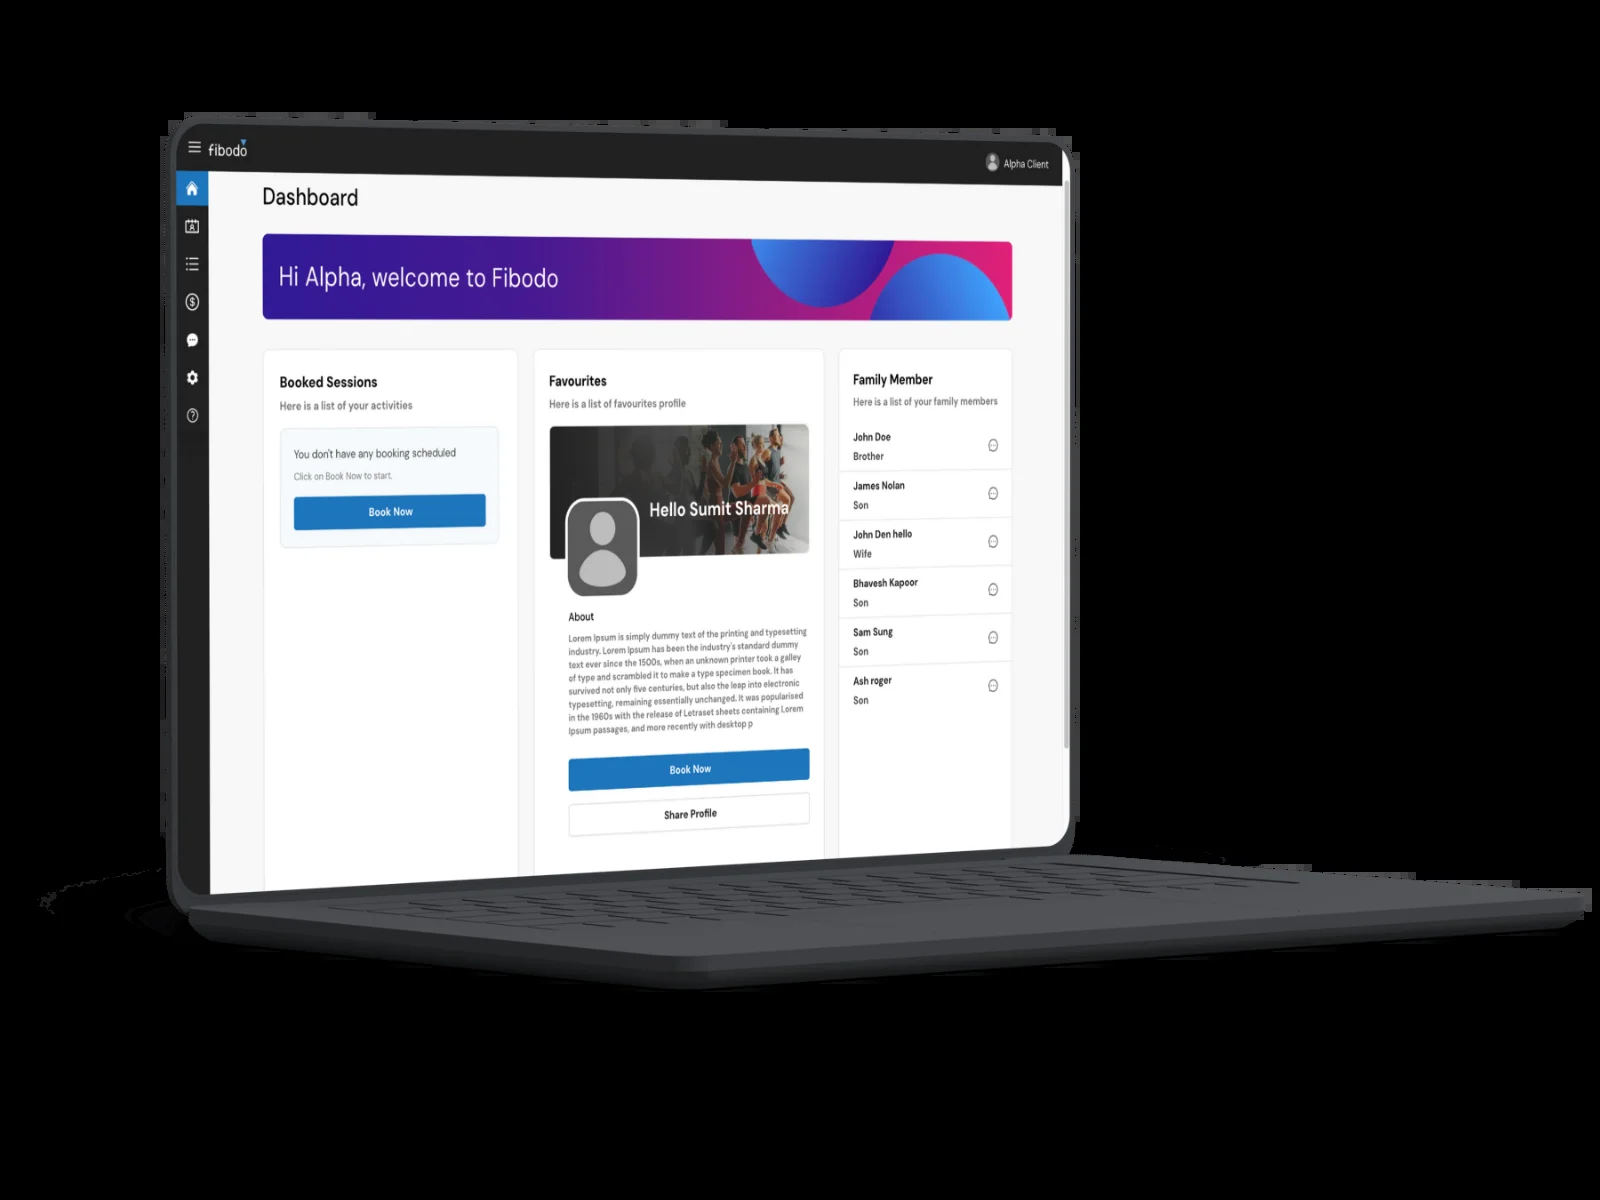 fibodo
Alpha Client
Dashboard
Hi Alpha, welcome to Fibodo
Booked Sessions
Here is a list of your activities
You don't have any booking scheduled
Click on Book Now to start.
Book Now
Favourites
Here is a list of favourites profile
Hello Sumit Sharma
About
Lorem Ipsum is simply dummy text of the printing and typesetting
industry. Lorem Ipsum has been the industry's standard dummy
text ever since the 1500s, when an unknown printer took a galley
of type and scrambled it to make a type specimen book. It has
survived not only five centuries, but also the leap into electronic
typesetting, remaining essentially unchanged. It was popularised
in the 1960s with the release of Letraset sheets containing Lorem
Ipsum passages, and more recently with desktop p
Book Now
Share Profile
Family Member
Here is a list of your family members
John Doe
Brother
James Nolan
Son
John Den hello
Wife
Bhavesh Kapoor
Son
Sam Sung
Son
Ash roger
Son